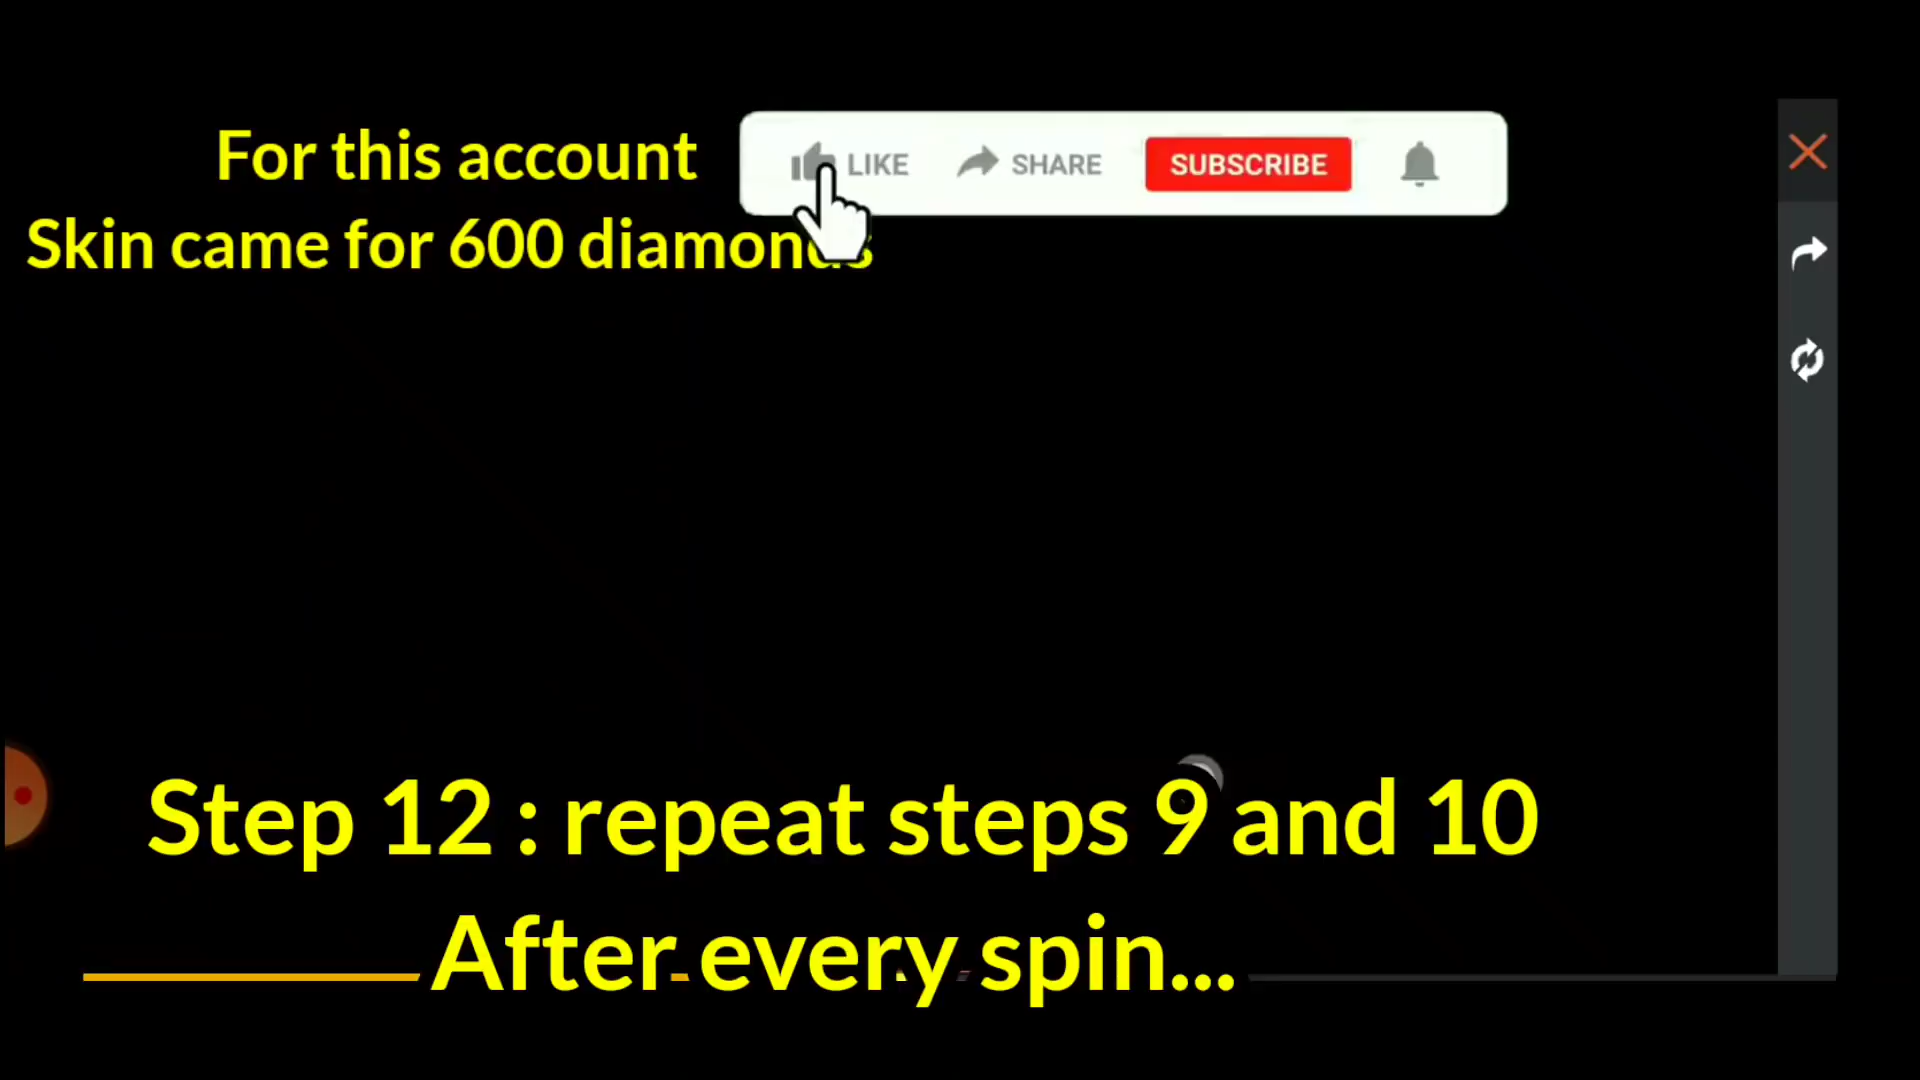 For this account
Skin came for 600 diamonds
LIKE SHARE SUBSCRIBE
Step 12 : repeat steps 9 and 10
After every spin...